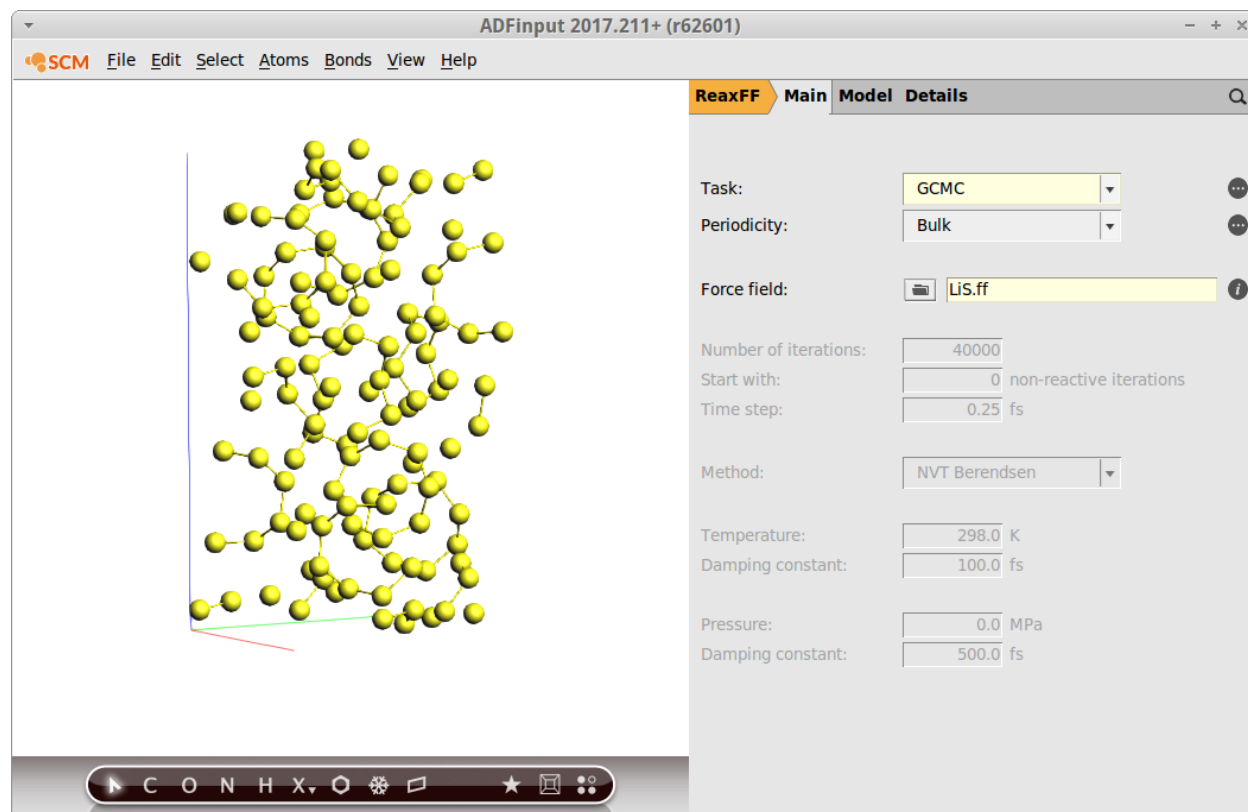 ADFinput 2017.211+ (r62601)
SCM File Edit Select Atoms Bonds View Help
ReaxFF Main Model Details
Task: GCMC
Periodicity: Bulk
Force field: LiS.ff
Number of iterations: 40000
Start with: 0 non-reactive iterations
Time step: 0.25 fs
Method: NVT Berendsen
Temperature: 298.0 K
Damping constant: 100.0 fs
Pressure: 0.0 MPa
Damping constant: 500.0 fs
C O N H X